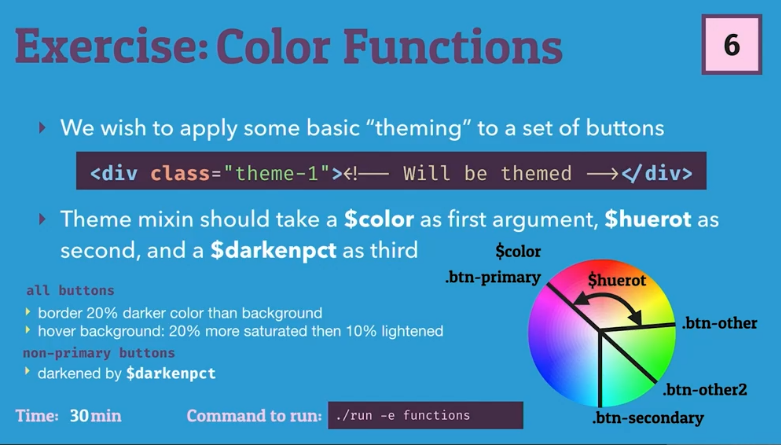 Exercise: Color Functions
6
‣ We wish to apply some basic “theming” to a set of buttons
<div class="theme-1"><!-- Will be themed --></div>
‣ Theme mixin should take a $color as first argument, $huerot as
second, and a $darkenpct as third
$color
.btn-primary
$huerot
.btn-other
.btn-other2
.btn-secondary
all buttons
‣ border 20% darker color than background
‣ hover background: 20% more saturated then 10% lightened
non-primary buttons
‣ darkened by $darkenpct
Time: 30 min
Command to run: ./run -e functions